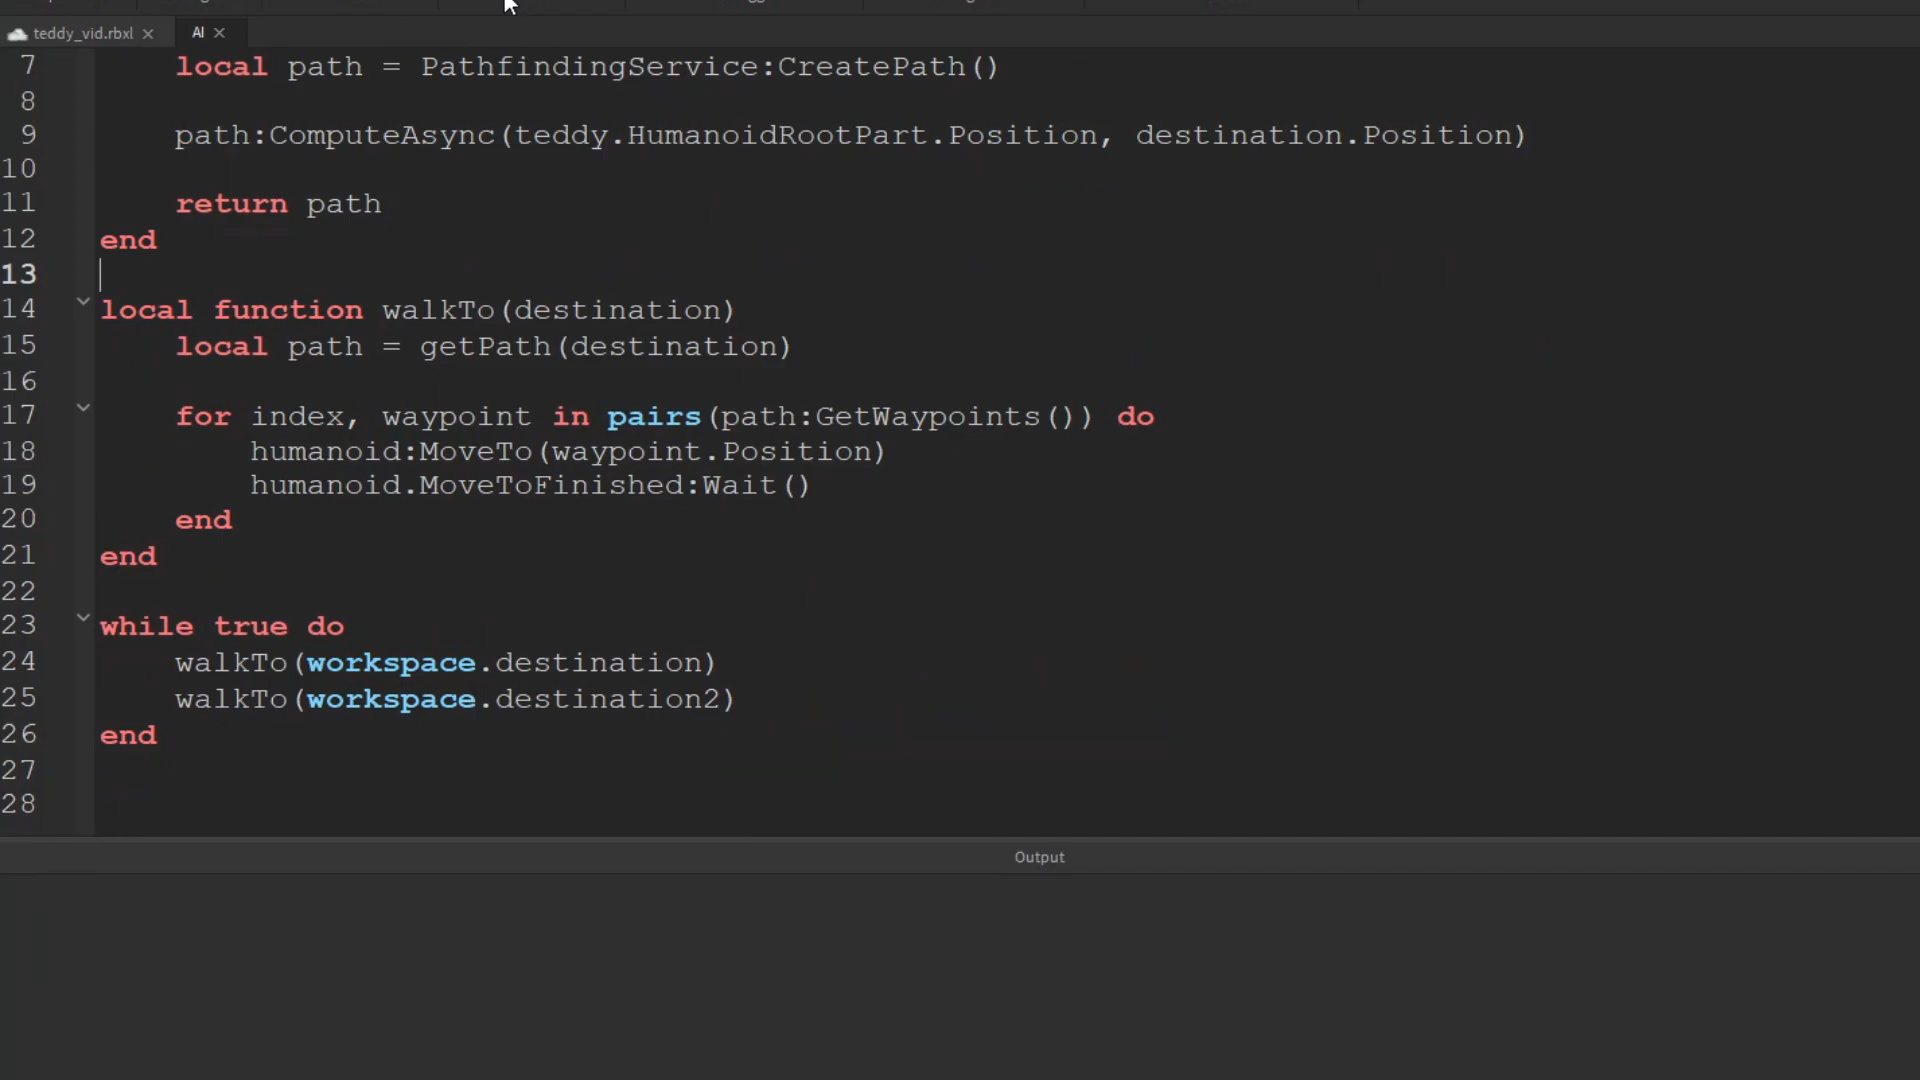 teddy_vid.rbxl
AI
7 local path = PathfindingService:CreatePath()
8
9 path:ComputeAsync(teddy.HumanoidRootPart.Position, destination.Position)
10
11 return path
12 end
13
14 local function walkTo(destination)
15 local path = getPath(destination)
16
17 for index, waypoint in pairs(path:GetWaypoints()) do
18 humanoid:MoveTo(waypoint.Position)
19 humanoid.MoveToFinished:Wait()
20 end
21 end
22
23 while true do
24 walkTo(workspace.destination)
25 walkTo(workspace.destination2)
26 end
27
28
Output